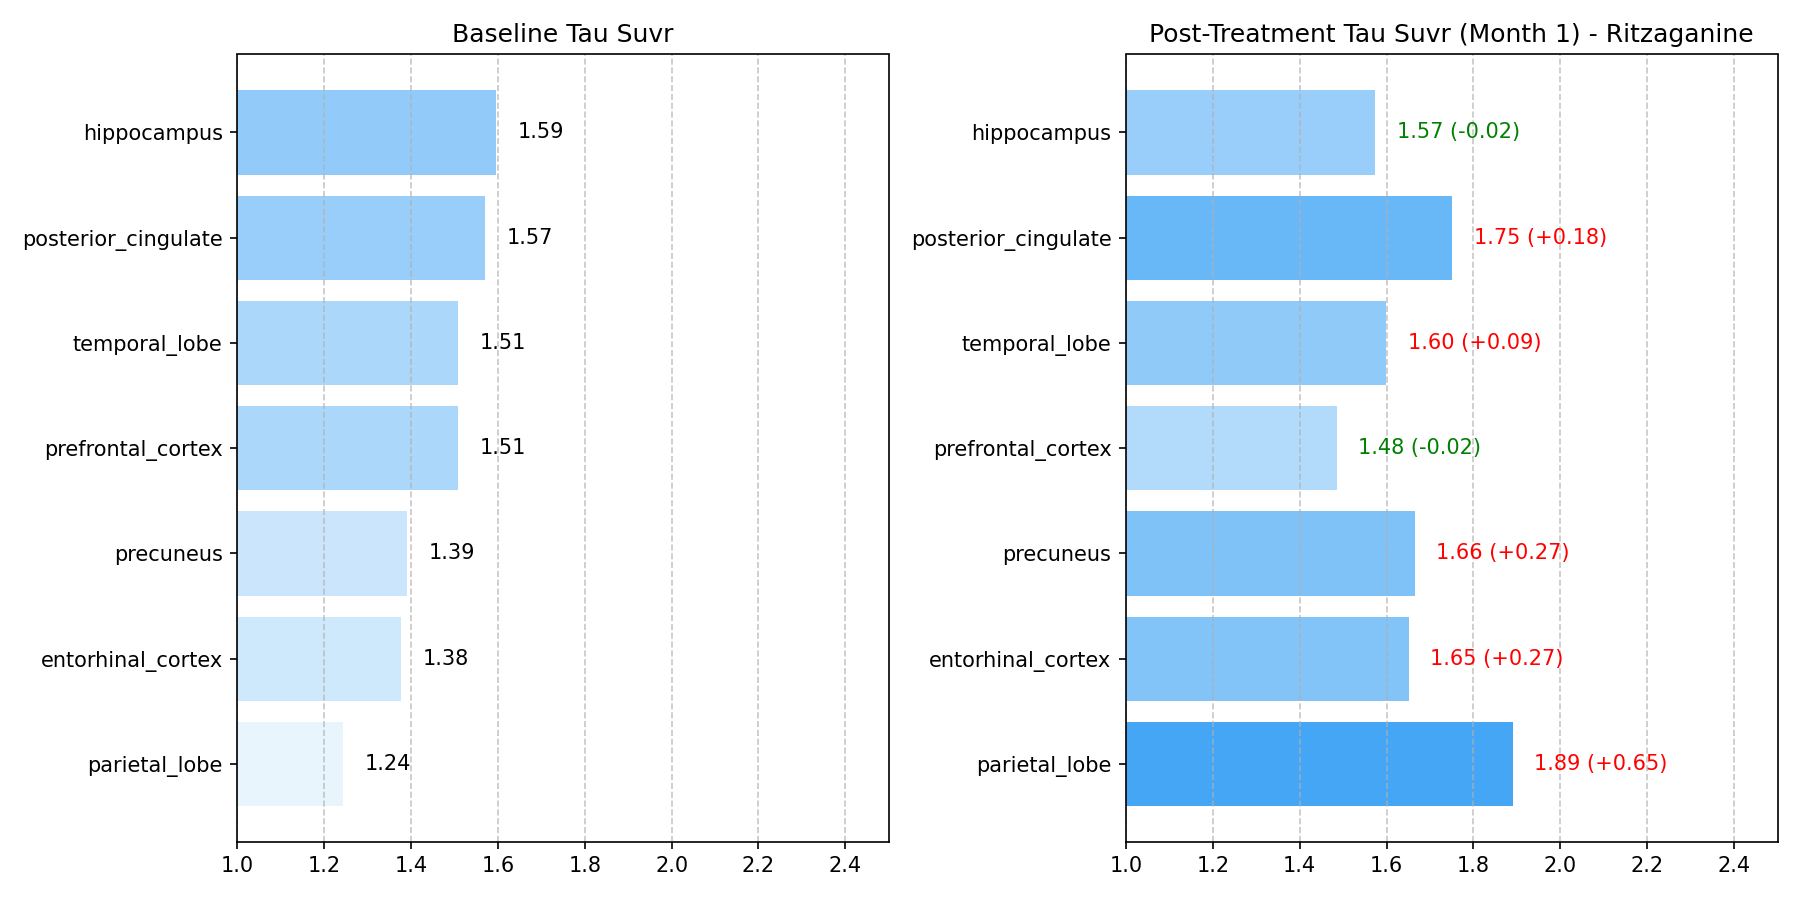 Baseline Tau Suvr
hippocampus
1.59
posterior_cingulate
1.57
temporal_lobe
1.51
prefrontal_cortex
1.51
precuneus
1.39
entorhinal_cortex
1.38
parietal_lobe
1.24
1.0 1.2 1.4 1.6 1.8 2.0 2.2 2.4
Post-Treatment Tau Suvr (Month 1) - Ritzaganine
hippocampus
1.57 (-0.02)
posterior_cingulate
1.75 (+0.18)
temporal_lobe
1.60 (+0.09)
prefrontal_cortex
1.48 (-0.02)
precuneus
1.66 (+0.27)
entorhinal_cortex
1.65 (+0.27)
parietal_lobe
1.89 (+0.65)
1.0 1.2 1.4 1.6 1.8 2.0 2.2 2.4